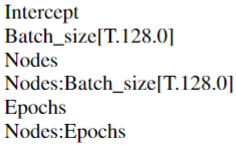 Intercept
Batch_size[T.128.0]
Nodes
Nodes:Batch_size[T.128.0]
Epochs
Nodes:Epochs